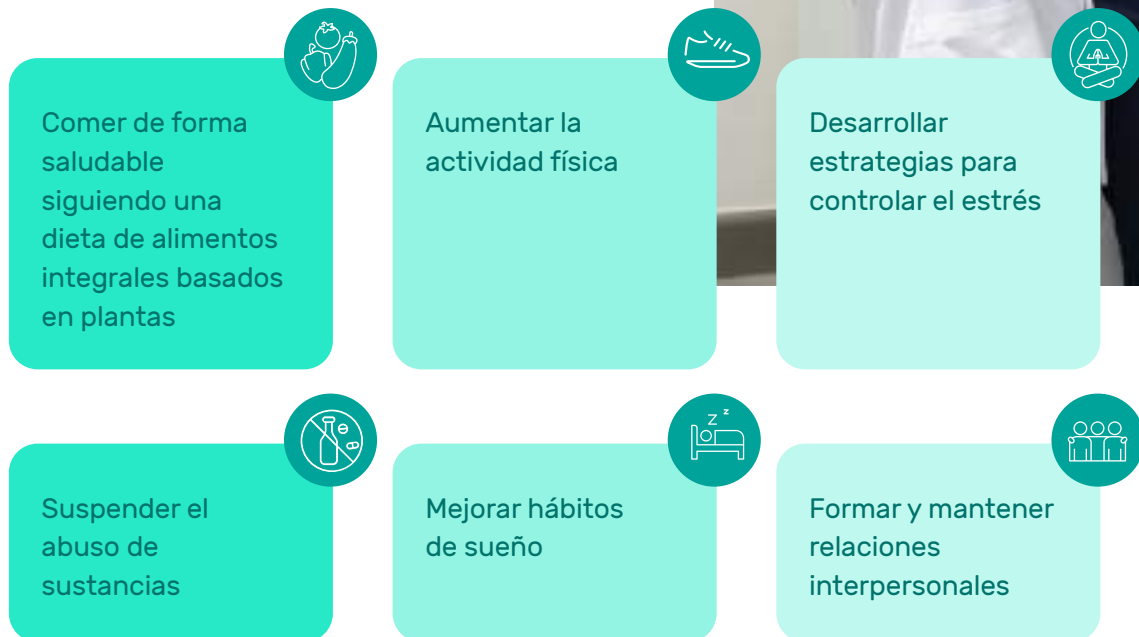 Comer de forma
saludable
siguiendo una
dieta de alimentos
integrales basados
en plantas
Aumentar la
actividad física
Desarrollar
estrategias para
controlar el estrés
Suspender el
abuso de
sustancias
Z z
Mejorar hábitos
de sueño
Formar y mantener
relaciones
interpersonales